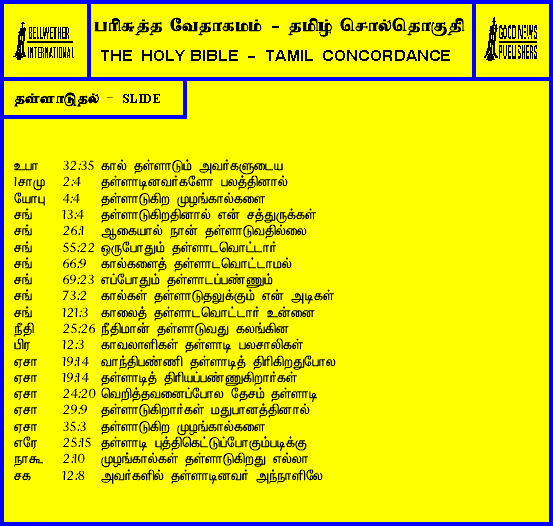 BELLWETHER
INTERNATIONAL
பரிசுத்த வேதாகமம் - தமிழ் சொல்தொகுதி
THE HOLY BIBLE - TAMIL CONCORDANCE
GOOD NEWS
PUBLISHERS
தள்ளாடுதல் - SLIDE
உபா 32:35 கால் தள்ளாடும் அவர்களுடைய
1சாமு 2:4 தள்ளாடினவர்களோ பலத்தினால்
யோபு 4:4 தள்ளாடுகிற முழங்கால்களை
சங் 13:4 தள்ளாடுகிறதினால் என் சத்துருக்கள்
சங் 26:1 ஆகையால் நான் தள்ளாடுவதில்லை
சங் 55:22 ஒருபோதும் தள்ளாடவொட்டார்
சங் 66:9 கால்களைத் தள்ளாடவொட்டாமல்
சங் 69:23 எப்போதும் தள்ளாடப்பண்ணும்
சங் 73:2 கால்கள் தள்ளாடுதலுக்கும் என் அடிகள்
சங் 121:3 காலைத் தள்ளாடவொட்டார் உன்னை
நீதி 25:26 நீதிமான் தள்ளாடுவது கலங்கின
பிர 12:3 காவலாளிகள் தள்ளாடி பலசாலிகள்
ஏசா 19:14 வாந்திபண்ணி தள்ளாடித் திரிகிறதுபோல
ஏசா 19:14 தள்ளாடித் திரியப்பண்ணுகிறார்கள்
ஏசா 24:20 வெறித்தவனைப்போல தேசம் தள்ளாடி
ஏசா 29:9 தள்ளாடுகிறார்கள் மதுபானத்தினால்
ஏசா 35:3 தள்ளாடுகிற முழங்கால்களை
எரே 25:15 தள்ளாடி புத்திகெட்டுப்போகும்படிக்கு
நாகூ 2:10 முழங்கால்கள் தள்ளாடுகிறது எல்லா
சக 12:8 அவர்களில் தள்ளாடினவர் அந்நாளிலே